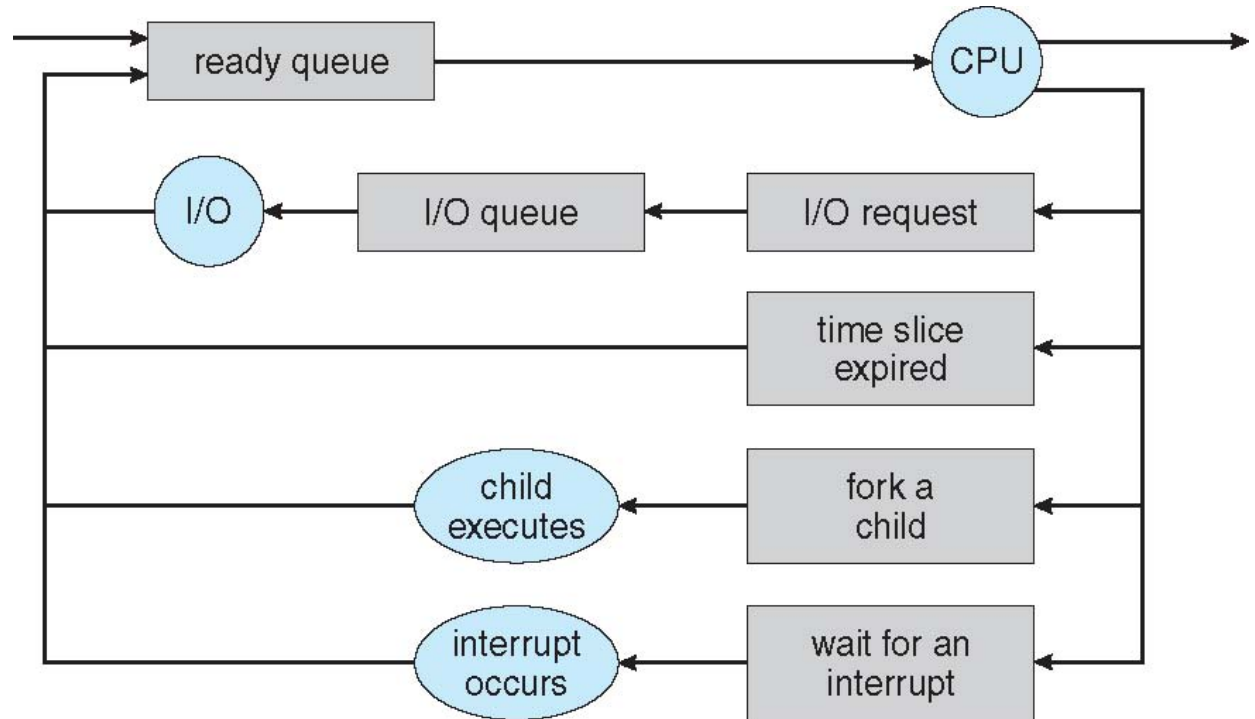 ready queue
CPU
I/O
I/O queue
I/O request
time slice
expired
child
executes
fork a
child
interrupt
occurs
wait for an
interrupt